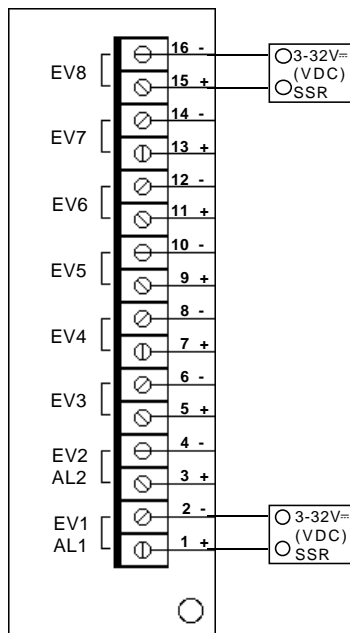 16 -
3-32V⎓
EV8
(VDC)
15 +
SSR
14 -
EV7
13 +
12 -
EV6
11 +
10 -
EV5
9 +
8 -
EV4
7 +
6 -
EV3
5 +
4 -
EV2
AL2
3 +
2 -
3-32V⎓
EV1
(VDC)
AL1
1 +
SSR